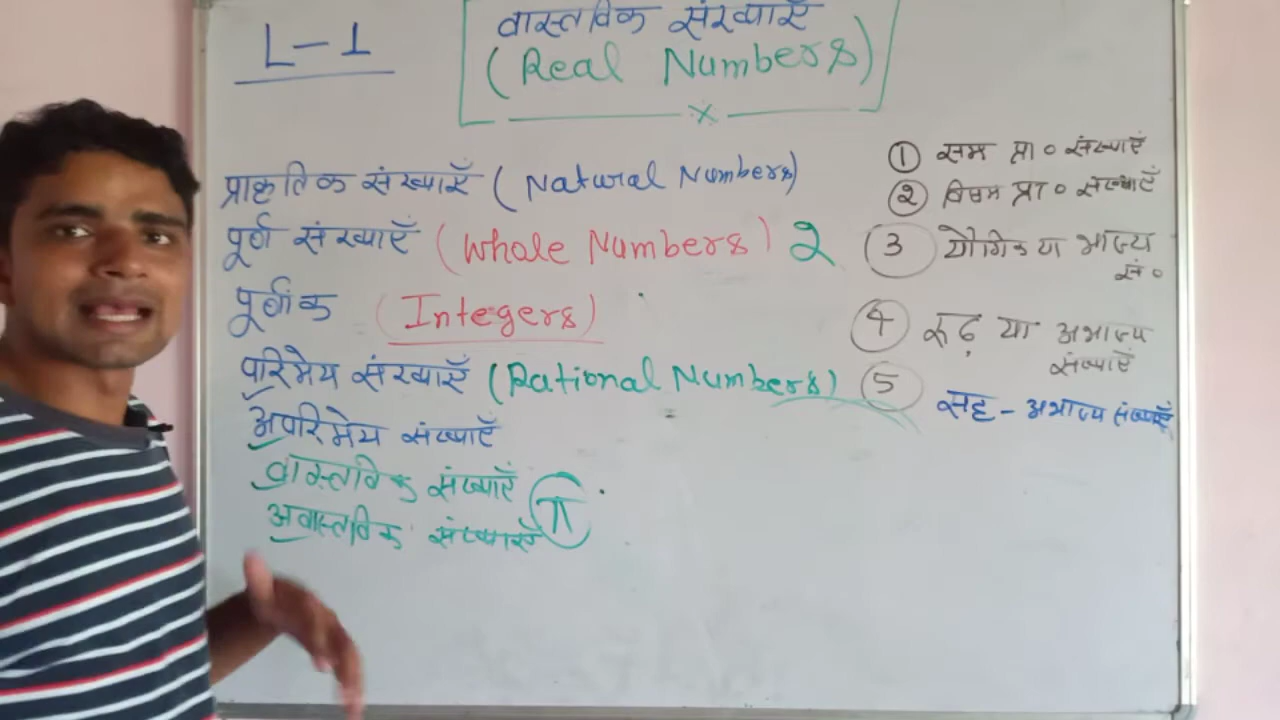 L-1
वास्तविक संख्याएँ
(Real Numbers)
प्राकृतिक संख्याएँ (Natural Numbers)
पूर्ण संख्याएँ (Whole Numbers) 2
पूर्णांक (Integers)
परिमेय संख्याएँ (Rational Numbers)
अपरिमेय संख्याएँ
वास्तविक संख्याएँ
अवास्तविक संख्याएँ π
① सम प्रा० संख्याएँ
② विषम प्रा० संख्याएँ
③ यौगिक या भाज्य
सं०
④ रूढ़ या अभाज्य
संख्याएँ
⑤ सह - अभाज्य संख्याएँ